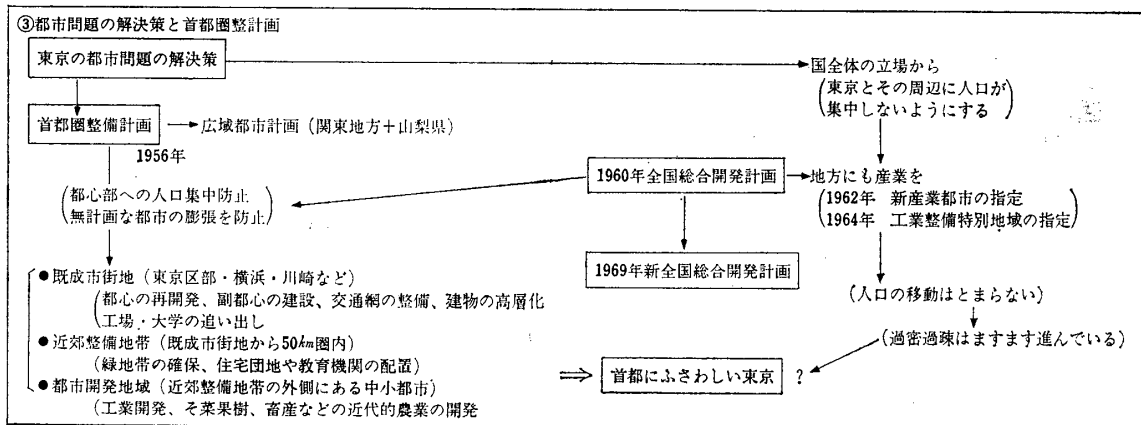 ③都市問題の解決策と首都圏整計画
東京の都市問題の解決策
国全体の立場から
(東京とその周辺に人口が
集中しないようにする)
首都圏整備計画
広域都市計画(関東地方+山梨県)
1956年
1960年全国総合開発計画
地方にも産業を
(都心部への人口集中防止
無計画な都市の膨張を防止)
(1962年 新産業都市の指定
1964年 工業整備特別地域の指定)
1969年新全国総合開発計画
●既成市街地(東京区部・横浜・川崎など)
(都心の再開発、副都心の建設、交通網の整備、建物の高層化
工場・大学の追い出し
(人口の移動はとまらない)
●近郊整備地帯(既成市街地から50km圏内)
(緑地帯の確保、住宅団地や教育機関の配置)
(過密過疎はますます進んでいる)
●都市開発地域(近郊整備地帯の外側にある中小都市)
(工業開発、そ菜果樹、畜産などの近代的農業の開発
首都にふさわしい東京 ?